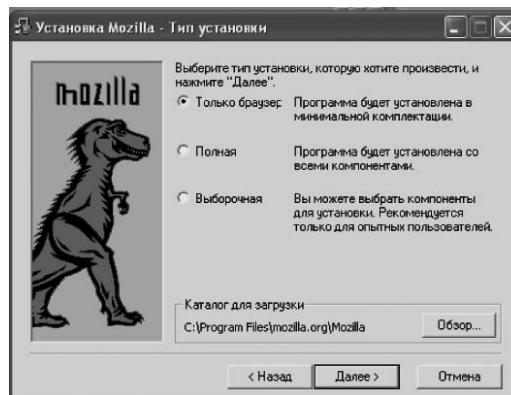 Установка Mozilla - Тип установки
mozilla
Выберите тип установки, которую хотите произвести, и
нажмите "Далее".
Только браузер
Программа будет установлена в
минимальной комплектации.
Полная
Программа будет установлена со
всеми компонентами.
Выборочная
Вы можете выбрать компоненты
для установки. Рекомендуется
только для опытных пользователей.
Каталог для загрузки
C:\Program Files\mozilla.org\Mozilla
Обзор...
< Назад
Далее >
Отмена